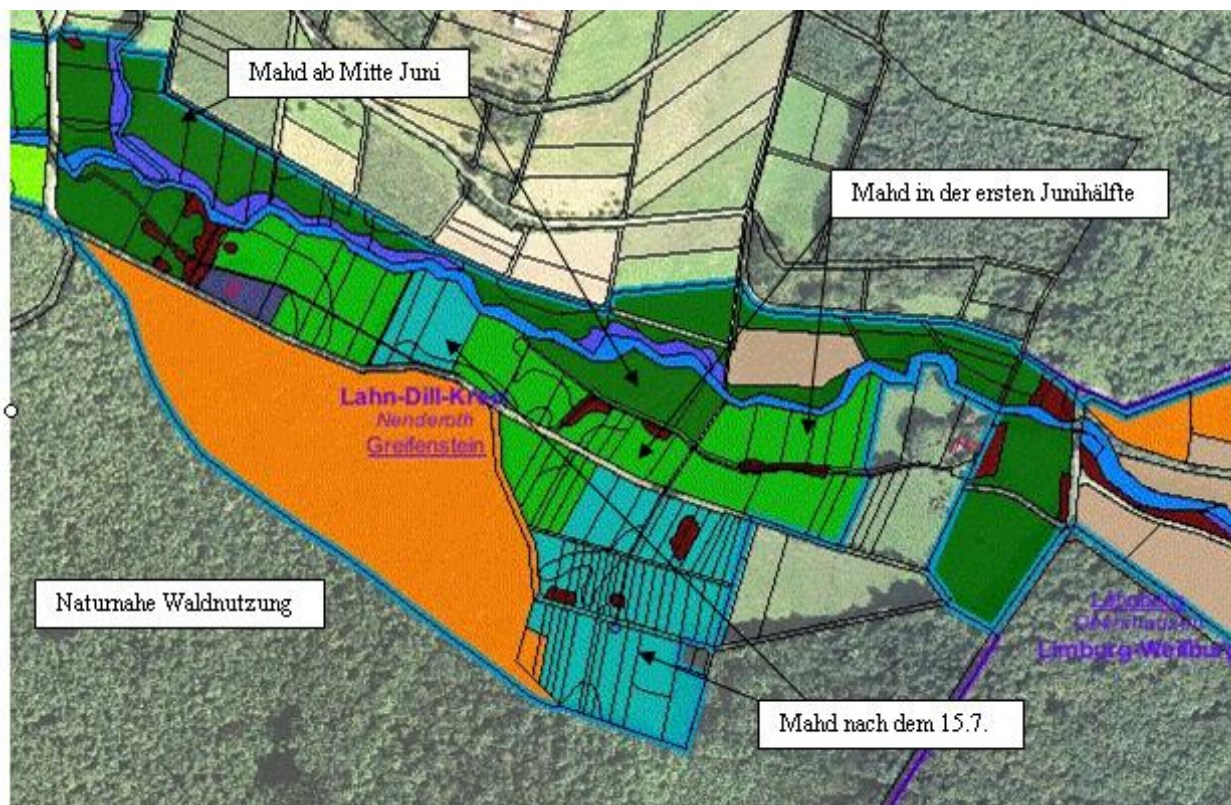 Mahd ab Mitte Juni
Mahd in der ersten Junihälfte
Lahn-Dill-Kreis
Nenderoth
Greifenstein
Naturnahe Waldnutzung
Limburg-Weilburg
Mahd nach dem 15.7.